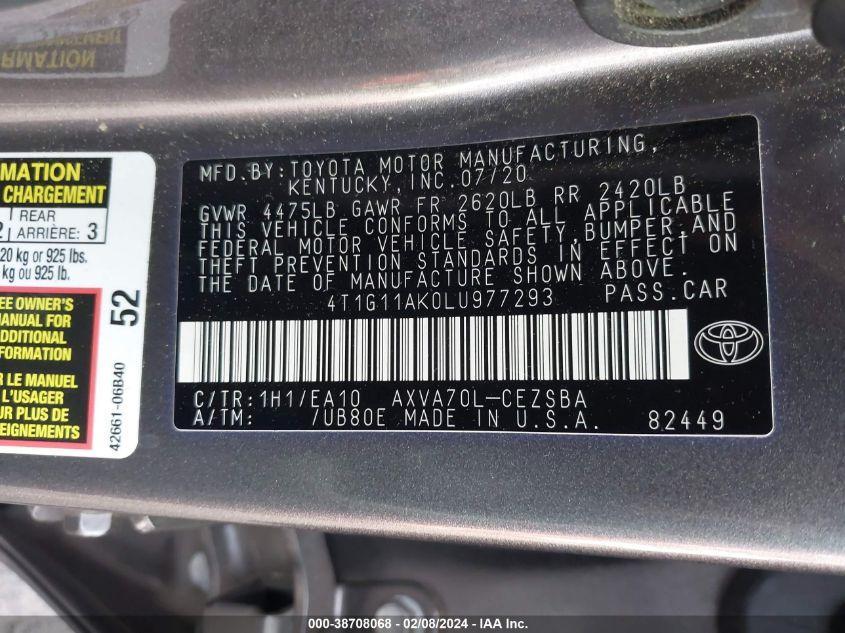 RMATION
MATION
CHARGEMENT
REAR
ARRIÈRE: 3
20 kg or 925 lbs.
kg ou 925 lb.
EE OWNER'S
MANUAL FOR
ADDITIONAL
NFORMATION
R LE MANUEL
L'USAGER
UR PLUS DE
SEIGNEMENTS
52
42661-06B40
MFD.BY:TOYOTA MOTOR MANUFACTURING,
KENTUCKY, INC.07/20
GVWR 4475LB GAWR FR 2620LB RR 2420LB
THIS VEHICLE CONFORMS TO ALL APPLICABLE
FEDERAL MOTOR VEHICLE SAFETY, BUMPER, AND
THEFT PREVENTION STANDARDS IN EFFECT ON
THE DATE OF MANUFACTURE SHOWN ABOVE.
4T1G11AK0LU977293 PASS.CAR
C/TR: 1H1/EA10 AXVA70L-CEZSBA
A/TM: /UB80E MADE IN U.S.A. 82449
000-38708068 - 02/08/2024 - IAA Inc.